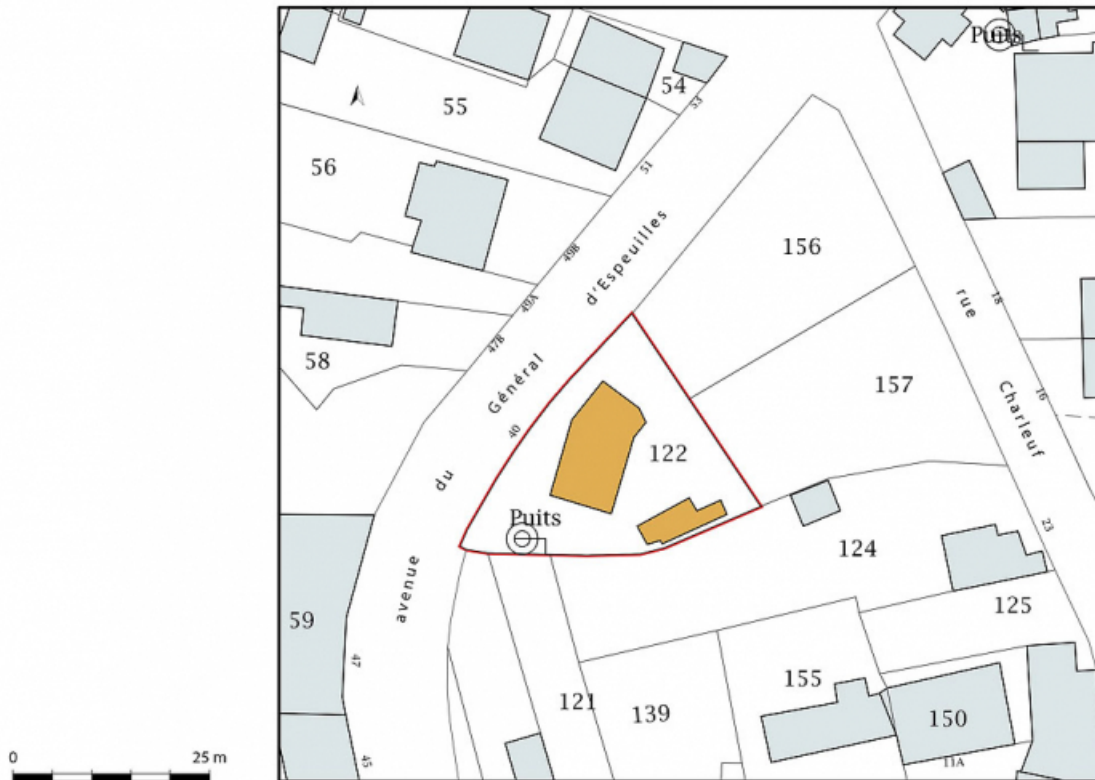 Puits
54
53
55
51
56
156
49B
d'Espeuilles
18
49A
rue
47B
58
Général
157
16
Charleuf
40
122
du
Puits
23
124
avenue
125
59
47
155
121
139
150
11A
45
0 25 m